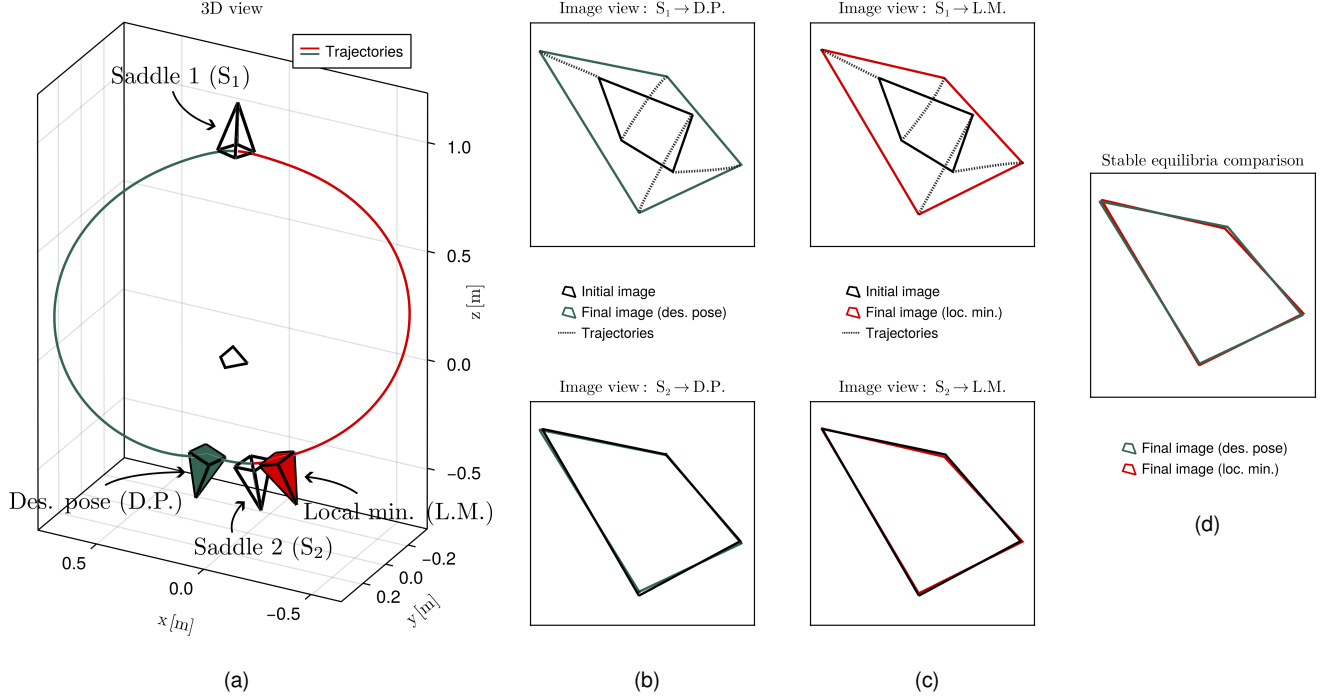 3D view
Trajectories
Saddle 1 (S₁)
1.0
0.5
z [m]
0.0
−0.5
Des. pose (D.P.)
Local min. (L.M.)
Saddle 2 (S₂)
0.5
0.0
−0.5
x [m]
−0.2
0.0
0.2
y [m]
(a)
Image view: S₁→D.P.
Initial image
Final image (des. pose)
Trajectories
Image view: S₂→D.P.
(b)
Image view: S₁→L.M.
Initial image
Final image (loc. min.)
Trajectories
Image view: S₂→L.M.
(c)
Stable equilibria comparison
Final image (des. pose)
Final image (loc. min.)
(d)